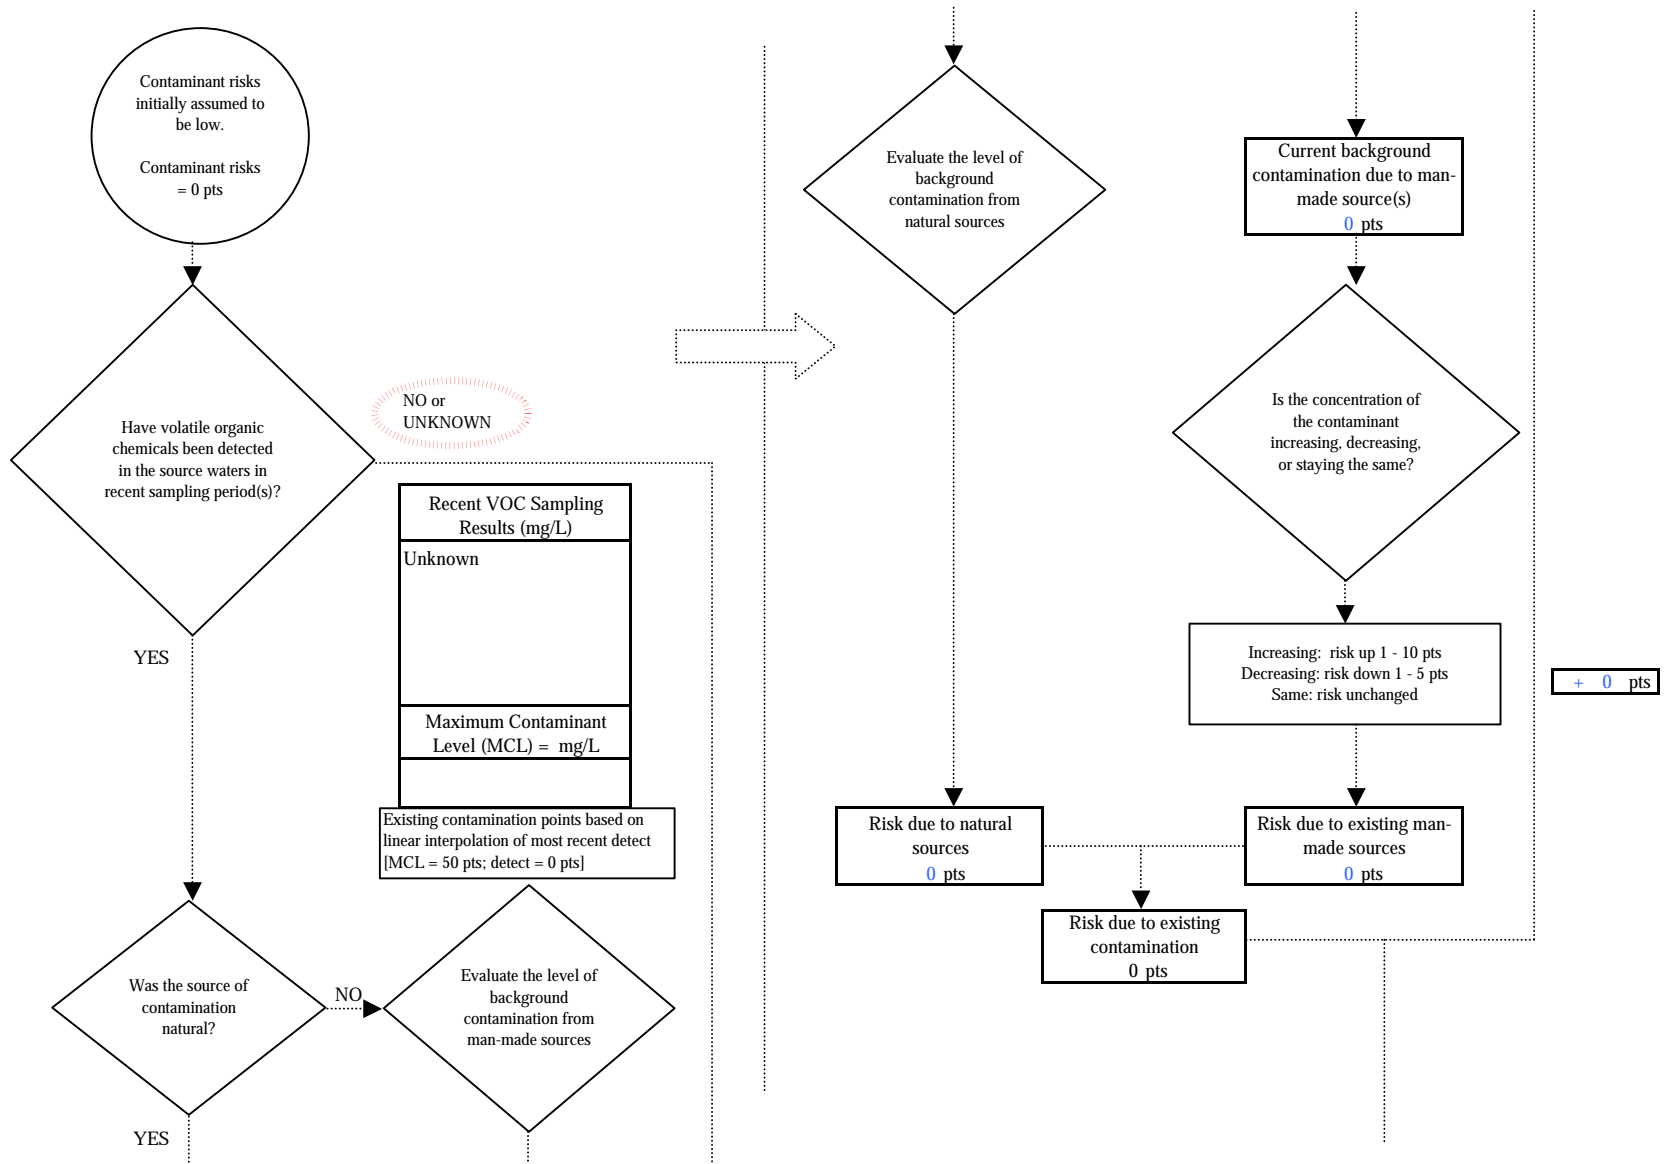 Contaminant risks
initially assumed to
be low.
Contaminant risks
= 0 pts
Have volatile organic
chemicals been detected
in the source waters in
recent sampling period(s)?
NO or
UNKNOWN
YES
Recent VOC Sampling
Results (mg/L)
Unknown
Maximum Contaminant
Level (MCL) = mg/L
Existing contamination points based on
linear interpolation of most recent detect
[MCL = 50 pts; detect = 0 pts]
Was the source of
contamination
natural?
NO
Evaluate the level of
background
contamination from
man-made sources
YES
Evaluate the level of
background
contamination from
natural sources
Current background
contamination due to man-
made source(s)
0 pts
Is the concentration of
the contaminant
increasing, decreasing,
or staying the same?
Increasing: risk up 1 - 10 pts
Decreasing: risk down 1 - 5 pts
Same: risk unchanged
+ 0 pts
Risk due to natural
sources
0 pts
Risk due to existing man-
made sources
0 pts
Risk due to existing
contamination
0 pts